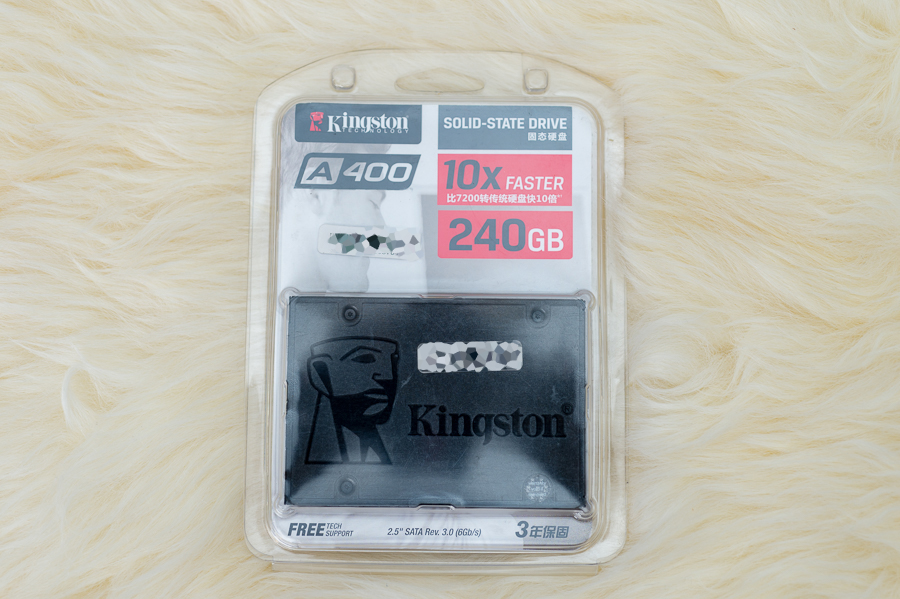 Kingston
TECHNOLOGY
SOLID-STATE DRIVE
固态硬盘
A400
10x FASTER
比7200转传统硬盘快10倍*¹
240GB
Kingston®
FREE TECH SUPPORT
2.5" SATA Rev. 3.0 (6Gb/s)
3年保固